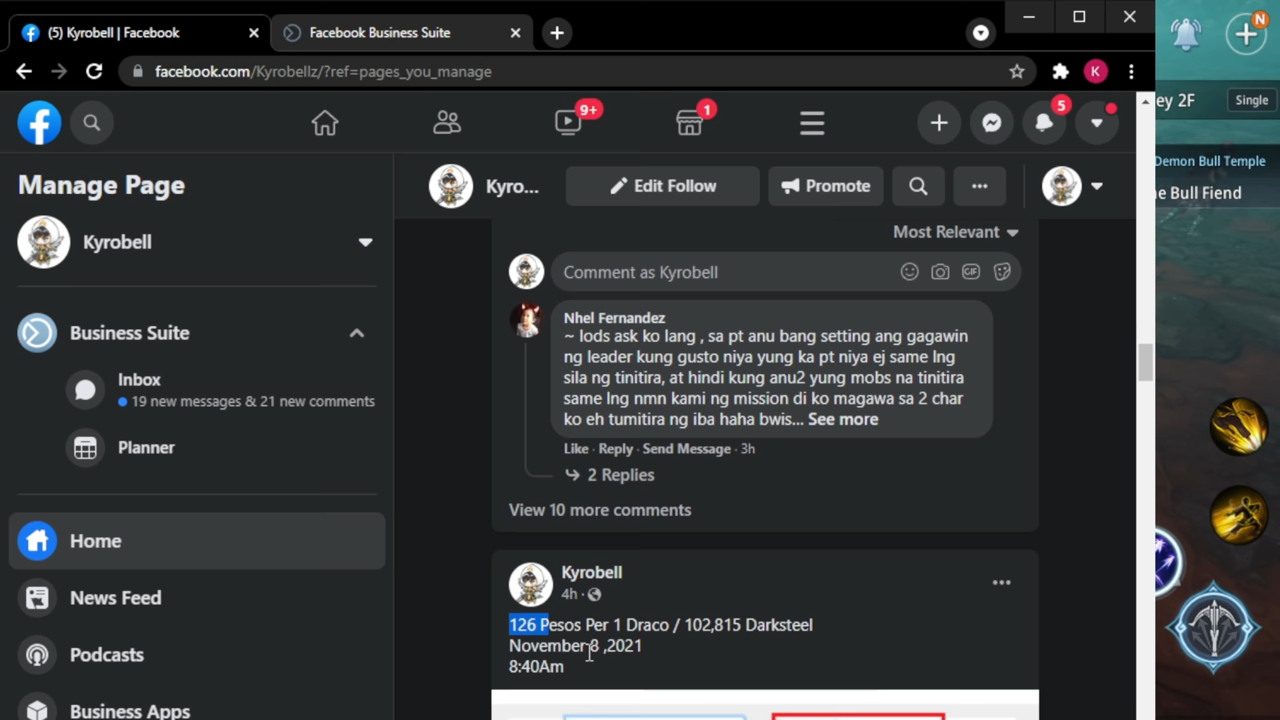 (5) Kyrobell | Facebook
Facebook Business Suite
facebook.com/Kyrobellz/?ref=pages_you_manage
K
N
ey 2F
Single
Demon Bull Temple
e Bull Fiend
9+
1
5
Manage Page
Kyrobell
Business Suite
Inbox
19 new messages & 21 new comments
Planner
Home
News Feed
Podcasts
Business Apps
Kyro...
Edit Follow
Promote
Most Relevant
Comment as Kyrobell
GIF
Nhel Fernandez
~ lods ask ko lang , sa pt anu bang setting ang gagawin
ng leader kung gusto niya yung ka pt niya ej same lng
sila ng tinitira, at hindi kung anu2 yung mobs na tinitira
same lng nmn kami ng mission di ko magawa sa 2 char
ko eh tumitira ng iba haha bwis... See more
Like · Reply · Send Message · 3h
2 Replies
View 10 more comments
Kyrobell
4h ·
126 Pesos Per 1 Draco / 102,815 Darksteel
November 8 ,2021
8:40Am